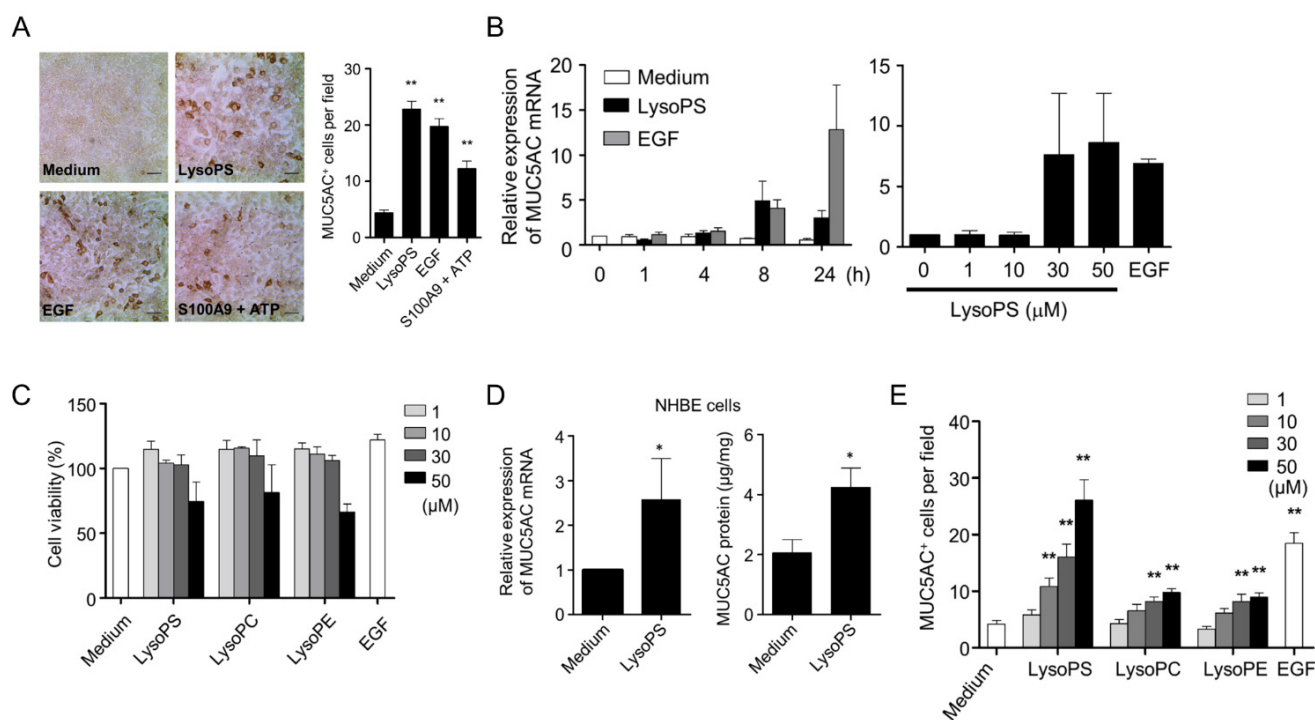 A
Medium
LysoPS
EGF
S100A9 + ATP
MUC5AC⁺ cells per field
30
20
10
0
**
**
**
Medium
LysoPS
EGF
S100A9 + ATP
B
Relative expression
of MUC5AC mRNA
20
15
10
5
0
Medium
LysoPS
EGF
0 1 4 8 24 (h)
15
10
5
0
0 1 10 30 50 EGF
LysoPS (μM)
C
Cell viability (%)
150
100
50
0
1
10
30
50
(μM)
Medium
LysoPS
LysoPC
LysoPE
EGF
D
NHBE cells
Relative expression
of MUC5AC mRNA
4
3
2
1
0
*
Medium
LysoPS
MUC5AC protein (μg/mg)
6
4
2
0
*
Medium
LysoPS
E
MUC5AC⁺ cells per field
40
30
20
10
0
1
10
30
50
(μM)
** ** **
** **
** **
**
Medium
LysoPS
LysoPC
LysoPE
EGF